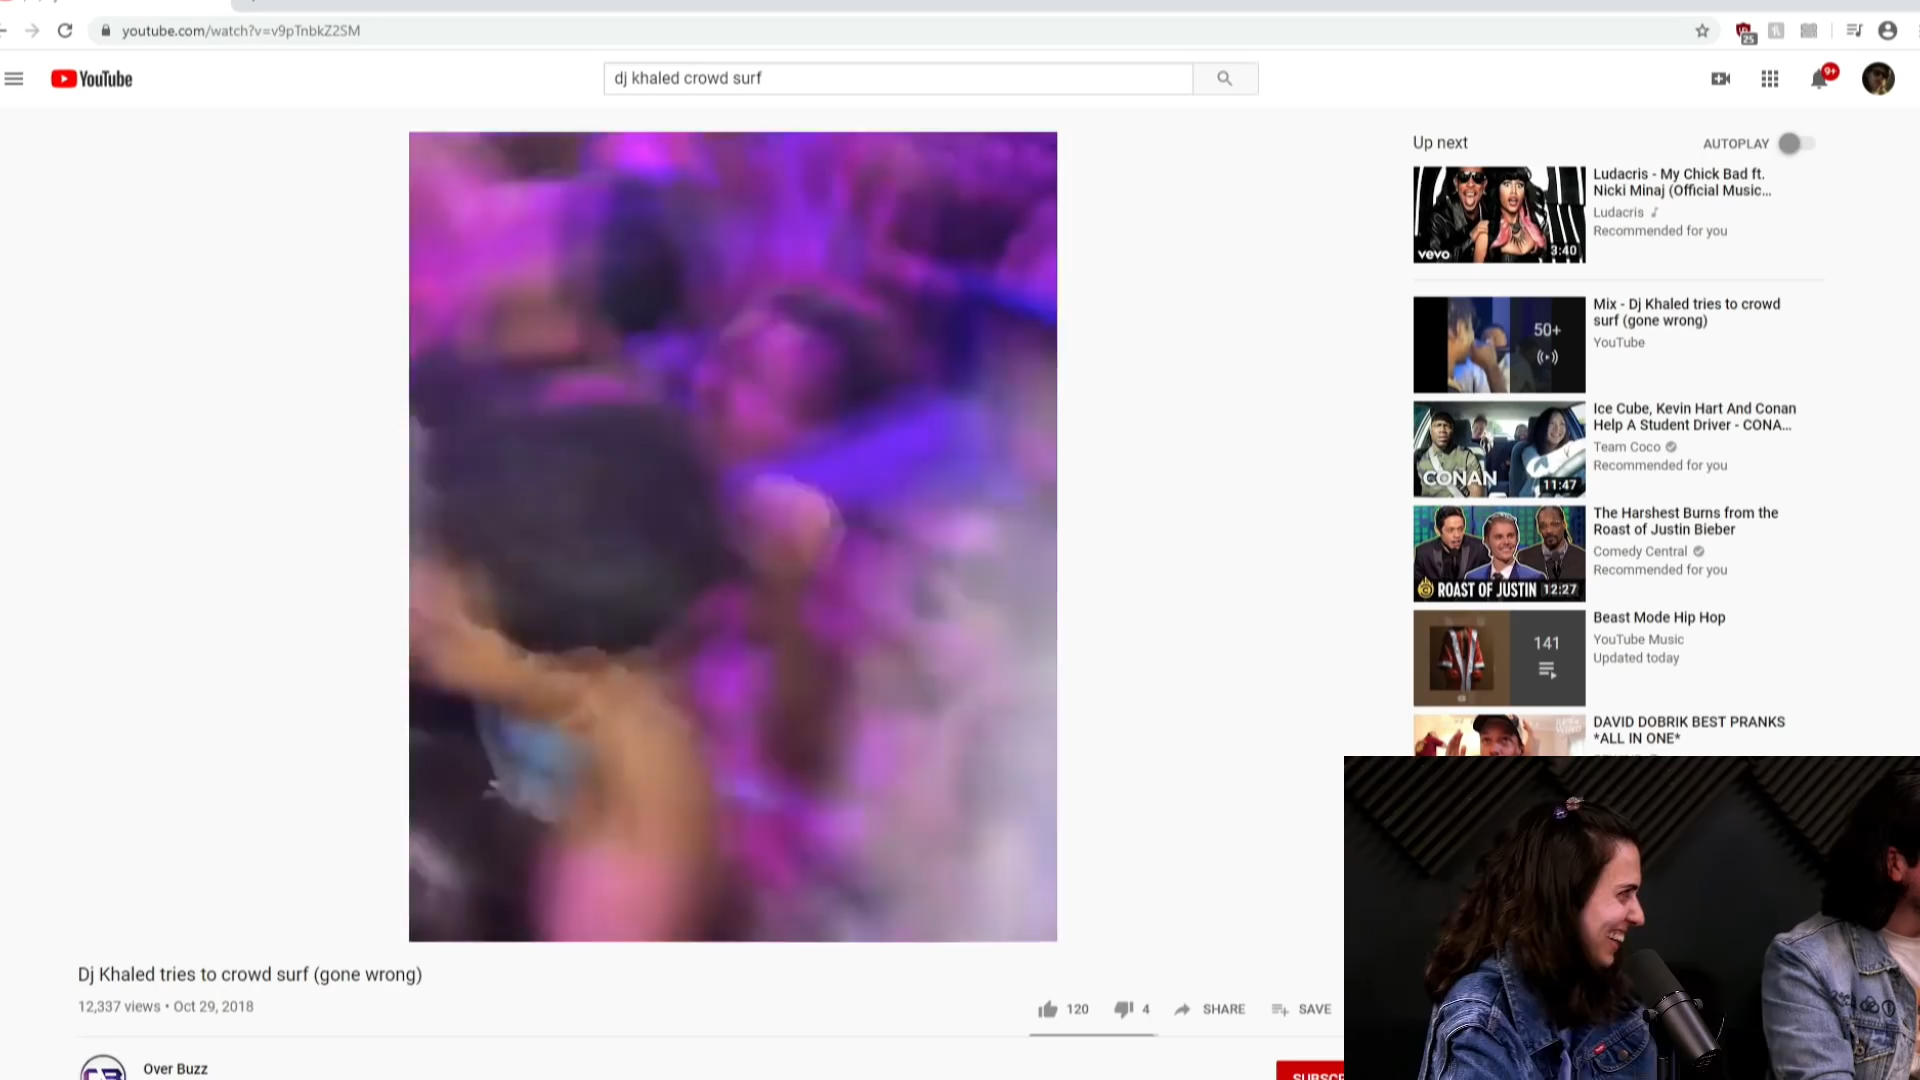 youtube.com/watch?v=v9pTnbkZ2SM
25
YouTube
dj khaled crowd surf
9+
Up next
AUTOPLAY
Ludacris - My Chick Bad ft.
Nicki Minaj (Official Music...
Ludacris
Recommended for you
vevo
3:40
Mix - Dj Khaled tries to crowd
surf (gone wrong)
YouTube
50+
Ice Cube, Kevin Hart And Conan
Help A Student Driver - CONA...
Team Coco
Recommended for you
CONAN
11:47
The Harshest Burns from the
Roast of Justin Bieber
Comedy Central
Recommended for you
ROAST OF JUSTIN
12:27
Beast Mode Hip Hop
YouTube Music
Updated today
141
DAVID DOBRIK BEST PRANKS
*ALL IN ONE*
Dj Khaled tries to crowd surf (gone wrong)
12,337 views • Oct 29, 2018
120
4
SHARE
SAVE
Over Buzz